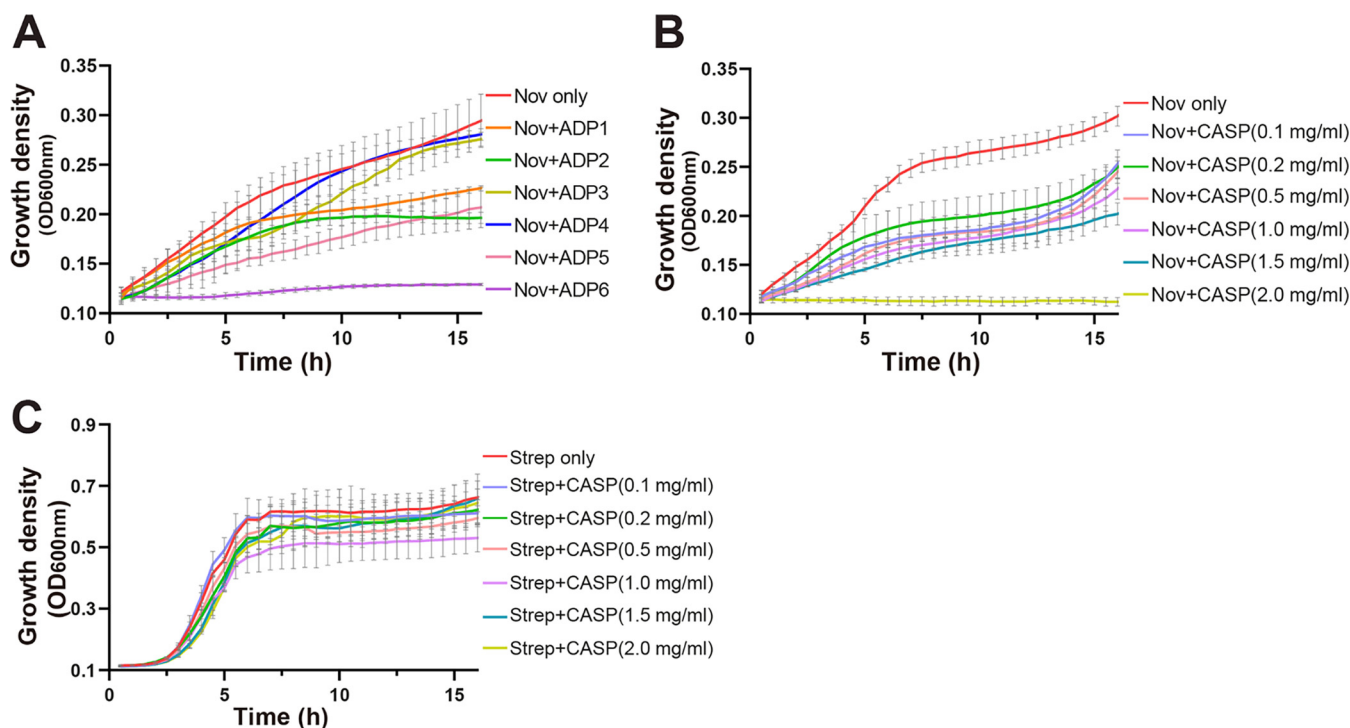 A
Growth density
(OD600nm)
0.35
0.30
0.25
0.20
0.15
0.10
0
5
10
15
Time (h)
Nov only
Nov+ADP1
Nov+ADP2
Nov+ADP3
Nov+ADP4
Nov+ADP5
Nov+ADP6
B
Growth density
(OD600nm)
0.35
0.30
0.25
0.20
0.15
0.10
0
5
10
15
Time (h)
Nov only
Nov+CASP(0.1 mg/ml)
Nov+CASP(0.2 mg/ml)
Nov+CASP(0.5 mg/ml)
Nov+CASP(1.0 mg/ml)
Nov+CASP(1.5 mg/ml)
Nov+CASP(2.0 mg/ml)
C
Growth density
(OD600nm)
0.9
0.7
0.5
0.3
0.1
0
5
10
15
Time (h)
Strep only
Strep+CASP(0.1 mg/ml)
Strep+CASP(0.2 mg/ml)
Strep+CASP(0.5 mg/ml)
Strep+CASP(1.0 mg/ml)
Strep+CASP(1.5 mg/ml)
Strep+CASP(2.0 mg/ml)